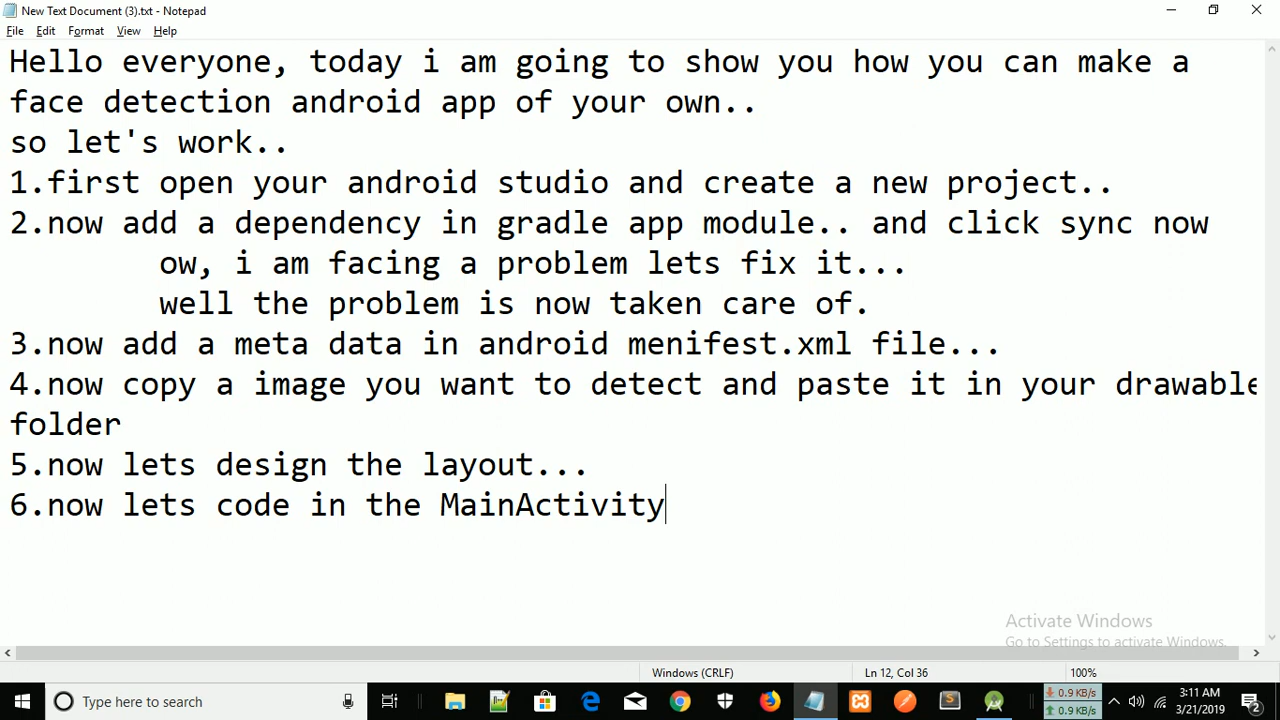 New Text Document (3).txt - Notepad
File Edit Format View Help
Hello everyone, today i am going to show you how you can make a
face detection android app of your own..
so let's work..
1.first open your android studio and create a new project..
2.now add a dependency in gradle app module.. and click sync now
ow, i am facing a problem lets fix it...
well the problem is now taken care of.
3.now add a meta data in android menifest.xml file...
4.now copy a image you want to detect and paste it in your drawable
folder
5.now lets design the layout...
6.now lets code in the MainActivity
Activate Windows
Go to Settings to activate Windows.
Windows (CRLF) Ln 12, Col 36 100%
Type here to search
0.9 KB/s
0.9 KB/s
3:11 AM
3/21/2019
2